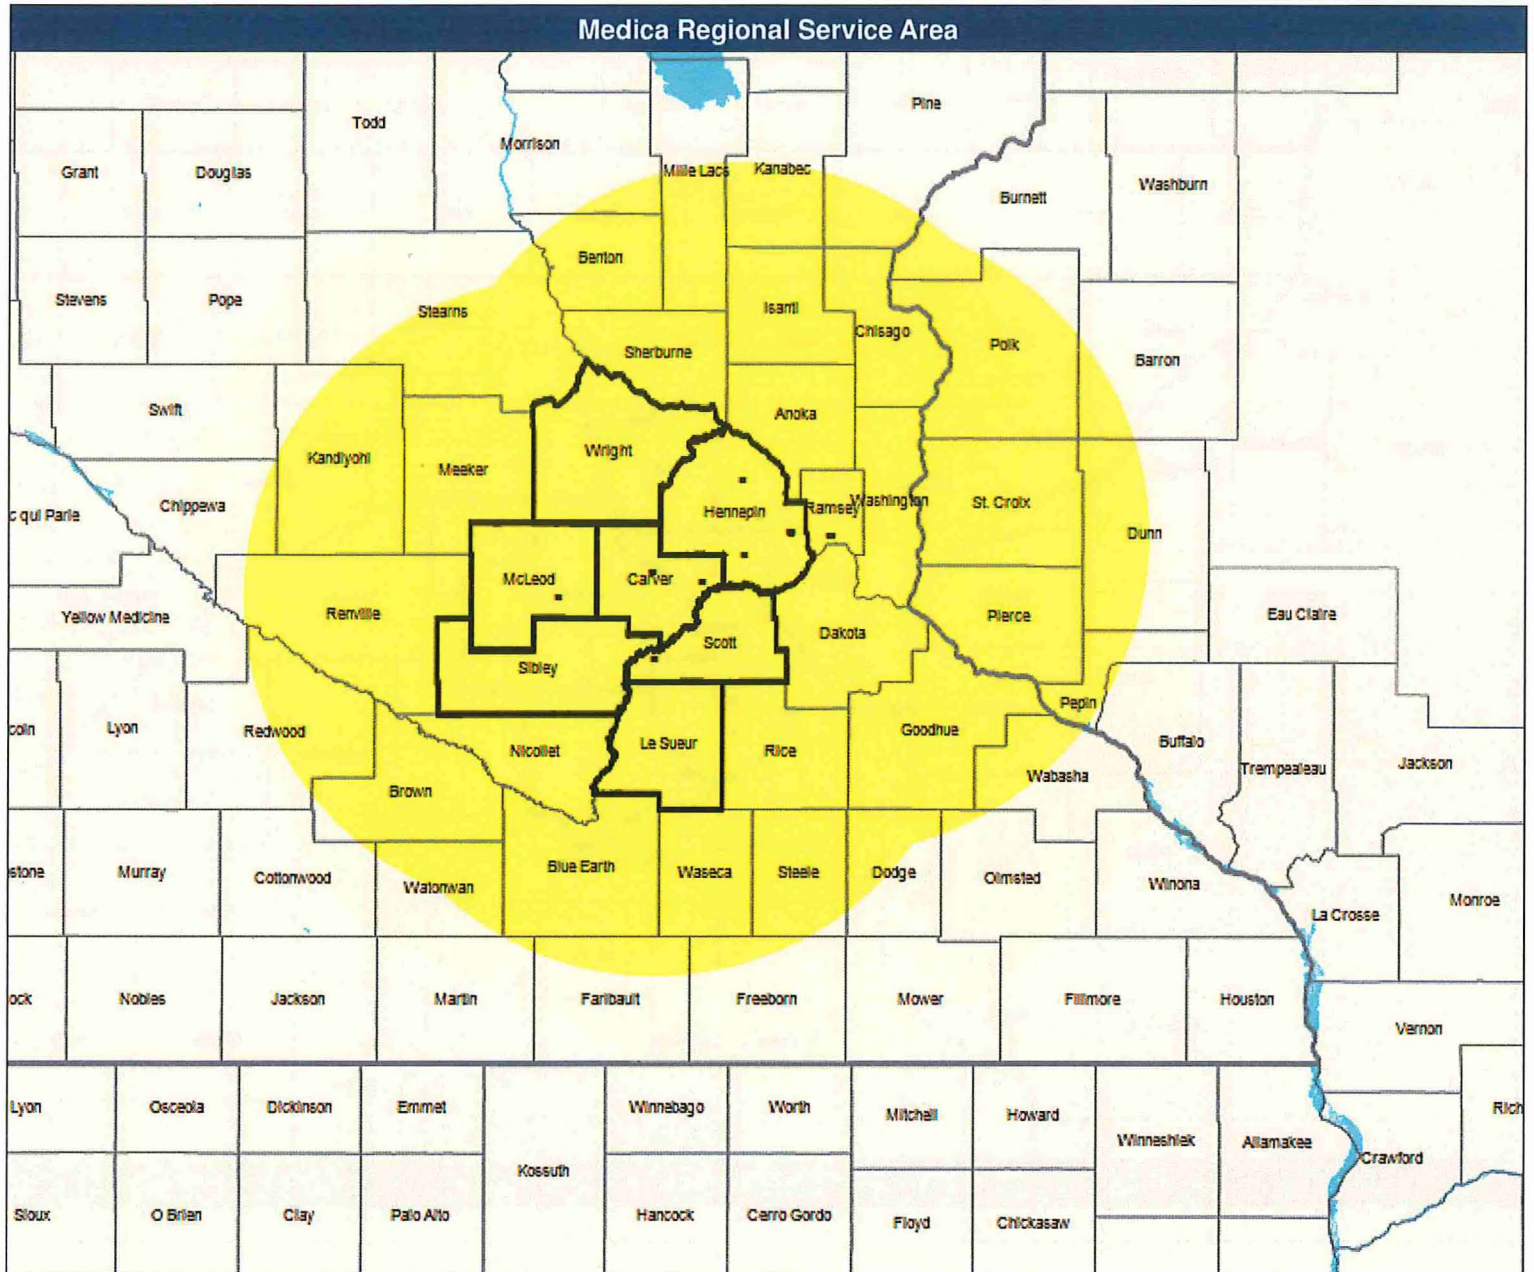 Medica Regional Service Area
Pine
Todd
Morrison
Grant
Douglas
Mille Lacs
Kanabec
Washburn
Burnett
Benton
Stevens
Pope
Stearns
Isanti
Chisago
Polk
Barron
Sherburne
Swift
Anoka
Wright
Kandiyohi
Meeker
Chippewa
Hennepin
Ramsey
Washington
St. Croix
c qui Parle
Dunn
McLeod
Carver
Yellow Medicine
Renville
Pierce
Eau Claire
Dakota
Scott
Sibley
Pepin
coln
Lyon
Redwood
Goodhue
Nicollet
Le Sueur
Rice
Buffalo
Trempealeau
Jackson
Wabasha
Brown
Blue Earth
stone
Murray
Cottonwood
Watonwan
Waseca
Steele
Dodge
Olmsted
Winona
Monroe
La Crosse
ock
Nobles
Jackson
Martin
Faribault
Freeborn
Mower
Fillmore
Houston
Vernon
Lyon
Osceola
Dickinson
Emmet
Winnebago
Worth
Mitchell
Howard
Rich
Winneshiek
Allamakee
Crawford
Kossuth
Sioux
O Brien
Clay
Palo Alto
Hancock
Cerro Gordo
Floyd
Chickasaw